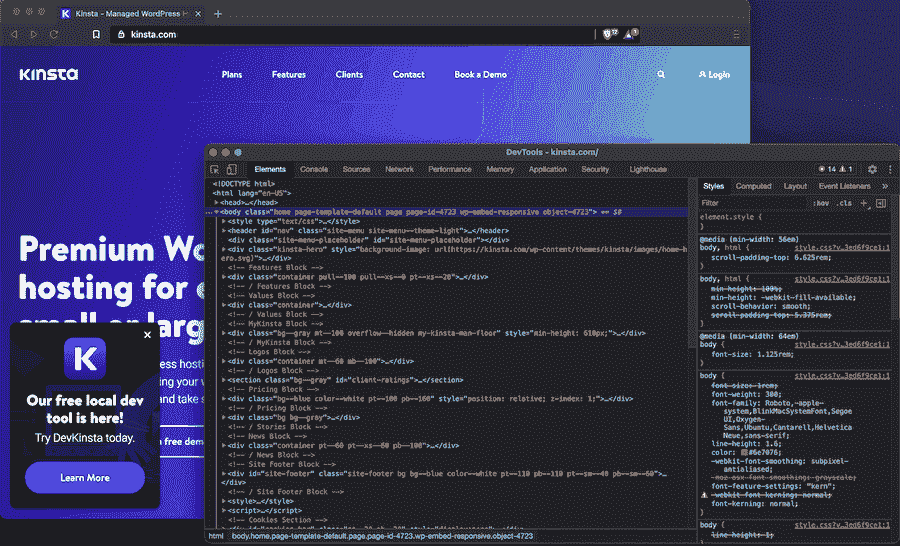 Kinsta - Managed WordPress H
kinsta.com
12
1
KINSTA
Plans Features Clients Contact Book a Demo Login
Premium Wo
hosting for
small or larg
ess hosti
ing your
and take s
free dem
K
Our free local dev
tool is here!
Try DevKinsta today.
Learn More
DevTools - kinsta.com/
Elements Console Sources Network Performance Memory Application Security Lighthouse 14 1
<!DOCTYPE html>
<html lang="en-US">
<head>…</head>
<body class="home page-template-default page page-id-4723 wp-embed-responsive object-4723"> == $0
<style type="text/css">…</style>
<header id="nav" class="site-menu site-menu--theme-light">…</header>
<div class="site-menu-placeholder" id="site-menu-placeholder"></div>
<div class="kinsta-hero" style="background-image: url(https://kinsta.com/wp-content/themes/kinsta/images/home-h
ero.svg)">…</div>
<!-- Features Block -->
<div class="container pull--100 pull--xs--0 pt--xs--20">…</div>
<!-- / Features Block -->
<!-- Values Block -->
<div class="container">…</div>
<!-- / Values Block -->
<!-- MyKinsta Block -->
<div class="bg--gray mt--100 overflow--hidden my-kinsta-man-floor" style="min-height: 610px;">…</div>
<!-- / MyKinsta Block -->
<!-- Logos Block -->
<div class="container mt--60 mb--100">…</div>
<!-- / Logos Block -->
<section class="bg--gray" id="client-ratings">…</section>
<!-- Pricing Block -->
<div class="bg--blue color--white pt--100 pb--160" style="position: relative; z-index: 1;">…</div>
<!-- / Pricing Block -->
<div class="bg bg--gray">…</div>
<!-- / Stories Block -->
<!-- News Block -->
<div class="container pt--60 pt--xs--80 pb--100">…</div>
<!-- / News Block -->
<!-- Site Footer Block -->
<div id="site-footer" class="site-footer bg bg--blue color--white pt--110 pb--110 pt--sm--40 pb--sm--60">…
</div>
<!-- / Site Footer Block -->
<style>…</style>
<script>…</script>
<!-- Cookies Section -->
html body.home.page-template-default.page.page-id-4723.wp-embed-responsive.object-4723
Styles Computed Layout Event Listeners »
Filter :hov .cls +
element.style {
}
@media (min-width: 56em)
body, html { style.css?v…3ed6f9ce1:1
scroll-padding-top: 6.625rem;
}
body, html { style.css?v…3ed6f9ce1:1
min-height: 100%;
min-height: -webkit-fill-available;
scroll-behavior: smooth;
scroll-padding-top: 5.375rem;
}
@media (min-width: 64em)
body { style.css?v…3ed6f9ce1:1
font-size: 1.125rem;
}
body { style.css?v…3ed6f9ce1:1
font-size: 1rem;
font-weight: 300;
font-family: Roboto,-apple-
system,BlinkMacSystemFont,Segoe
UI,Oxygen-
Sans,Ubuntu,Cantarell,Helvetica
Neue,sans-serif;
line-height: 1.6;
color: #6e7076;
-webkit-font-smoothing: subpixel-
antialiased;
-moz-osx-font-smoothing: grayscale;
font-feature-settings: "kern";
-webkit-font-kerning: normal;
font-kerning: normal;
}
body { style.css?v…3ed6f9ce1:1
line-height: 1;